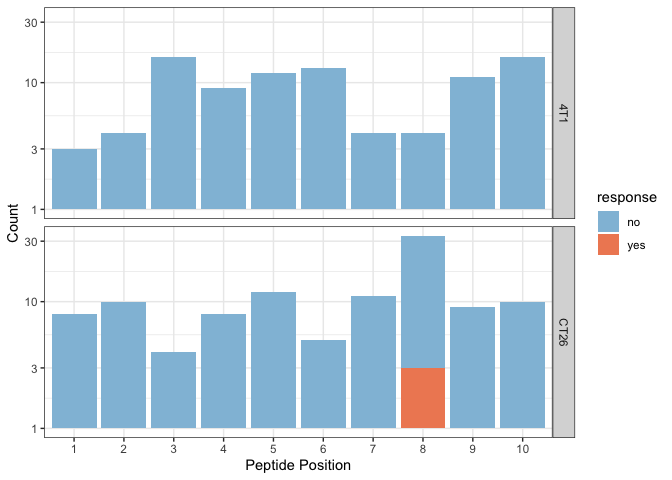 30
10
3
1
4T1
30
10
3
1
CT26
Count
1 2 3 4 5 6 7 8 9 10
Peptide Position
response
no
yes